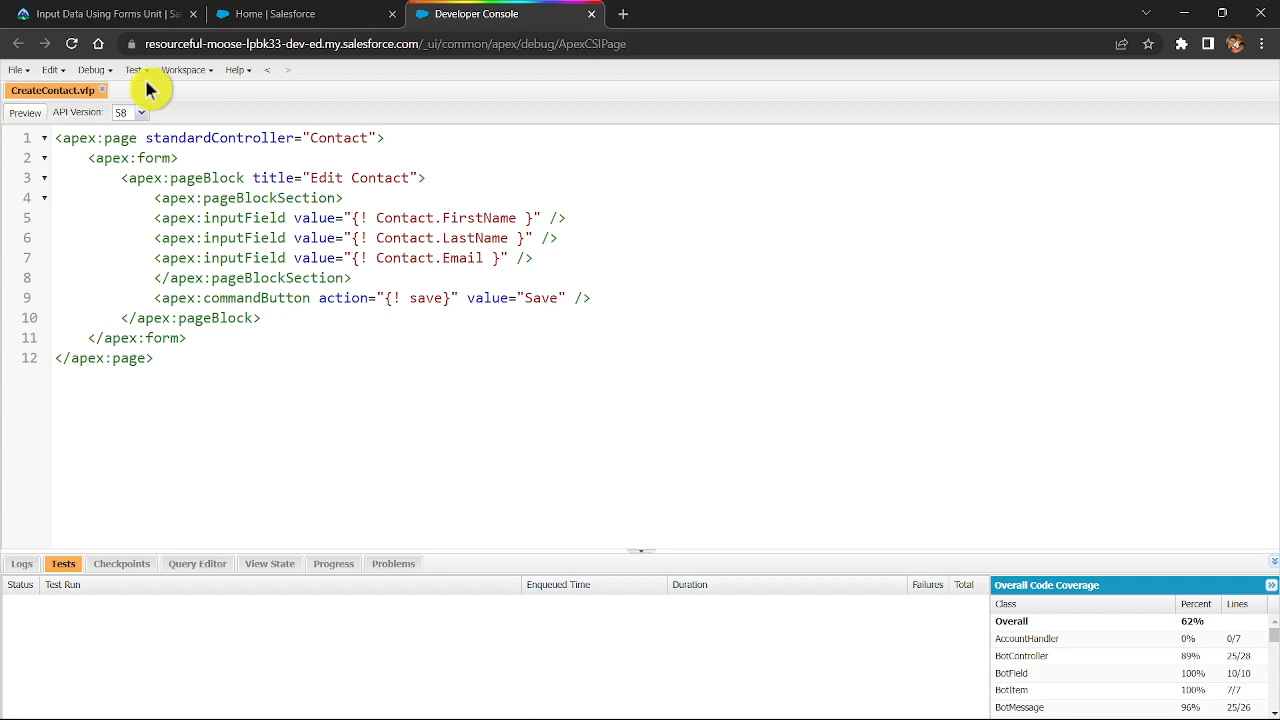 Input Data Using Forms Unit | Sal
Home | Salesforce
Developer Console
resourceful-moose-lpbk33-dev-ed.my.salesforce.com/_ui/common/apex/debug/ApexCSIPage
File Edit Debug Test Workspace Help < >
CreateContact.vfp
Preview API Version: 58
1 <apex:page standardController="Contact">
2 <apex:form>
3 <apex:pageBlock title="Edit Contact">
4 <apex:pageBlockSection>
5 <apex:inputField value="{! Contact.FirstName }" />
6 <apex:inputField value="{! Contact.LastName }" />
7 <apex:inputField value="{! Contact.Email }" />
8 </apex:pageBlockSection>
9 <apex:commandButton action="{! save}" value="Save" />
10 </apex:pageBlock>
11 </apex:form>
12 </apex:page>
Logs Tests Checkpoints Query Editor View State Progress Problems
Status Test Run Enqueued Time Duration Failures Total
Overall Code Coverage
Class Percent Lines
Overall 62%
AccountHandler 0% 0/7
BotController 89% 25/28
BotField 100% 10/10
BotItem 100% 7/7
BotMessage 96% 25/26